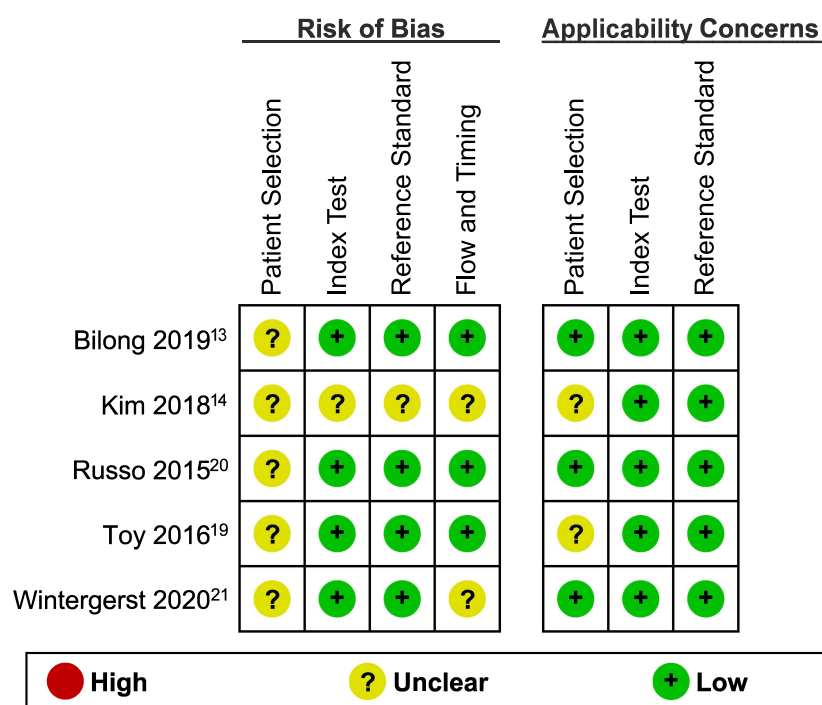 Risk of Bias Applicability Concerns
Patient Selection
Index Test
Reference Standard
Flow and Timing
Patient Selection
Index Test
Reference Standard
Bilong 2019¹³ ? + + + + + +
Kim 2018¹⁴ ? ? ? ? ? + +
Russo 2015²⁰ ? + + + + + +
Toy 2016¹⁹ ? + + + ? + +
Wintergerst 2020²¹ ? + + ? + + +
High ? Unclear + Low